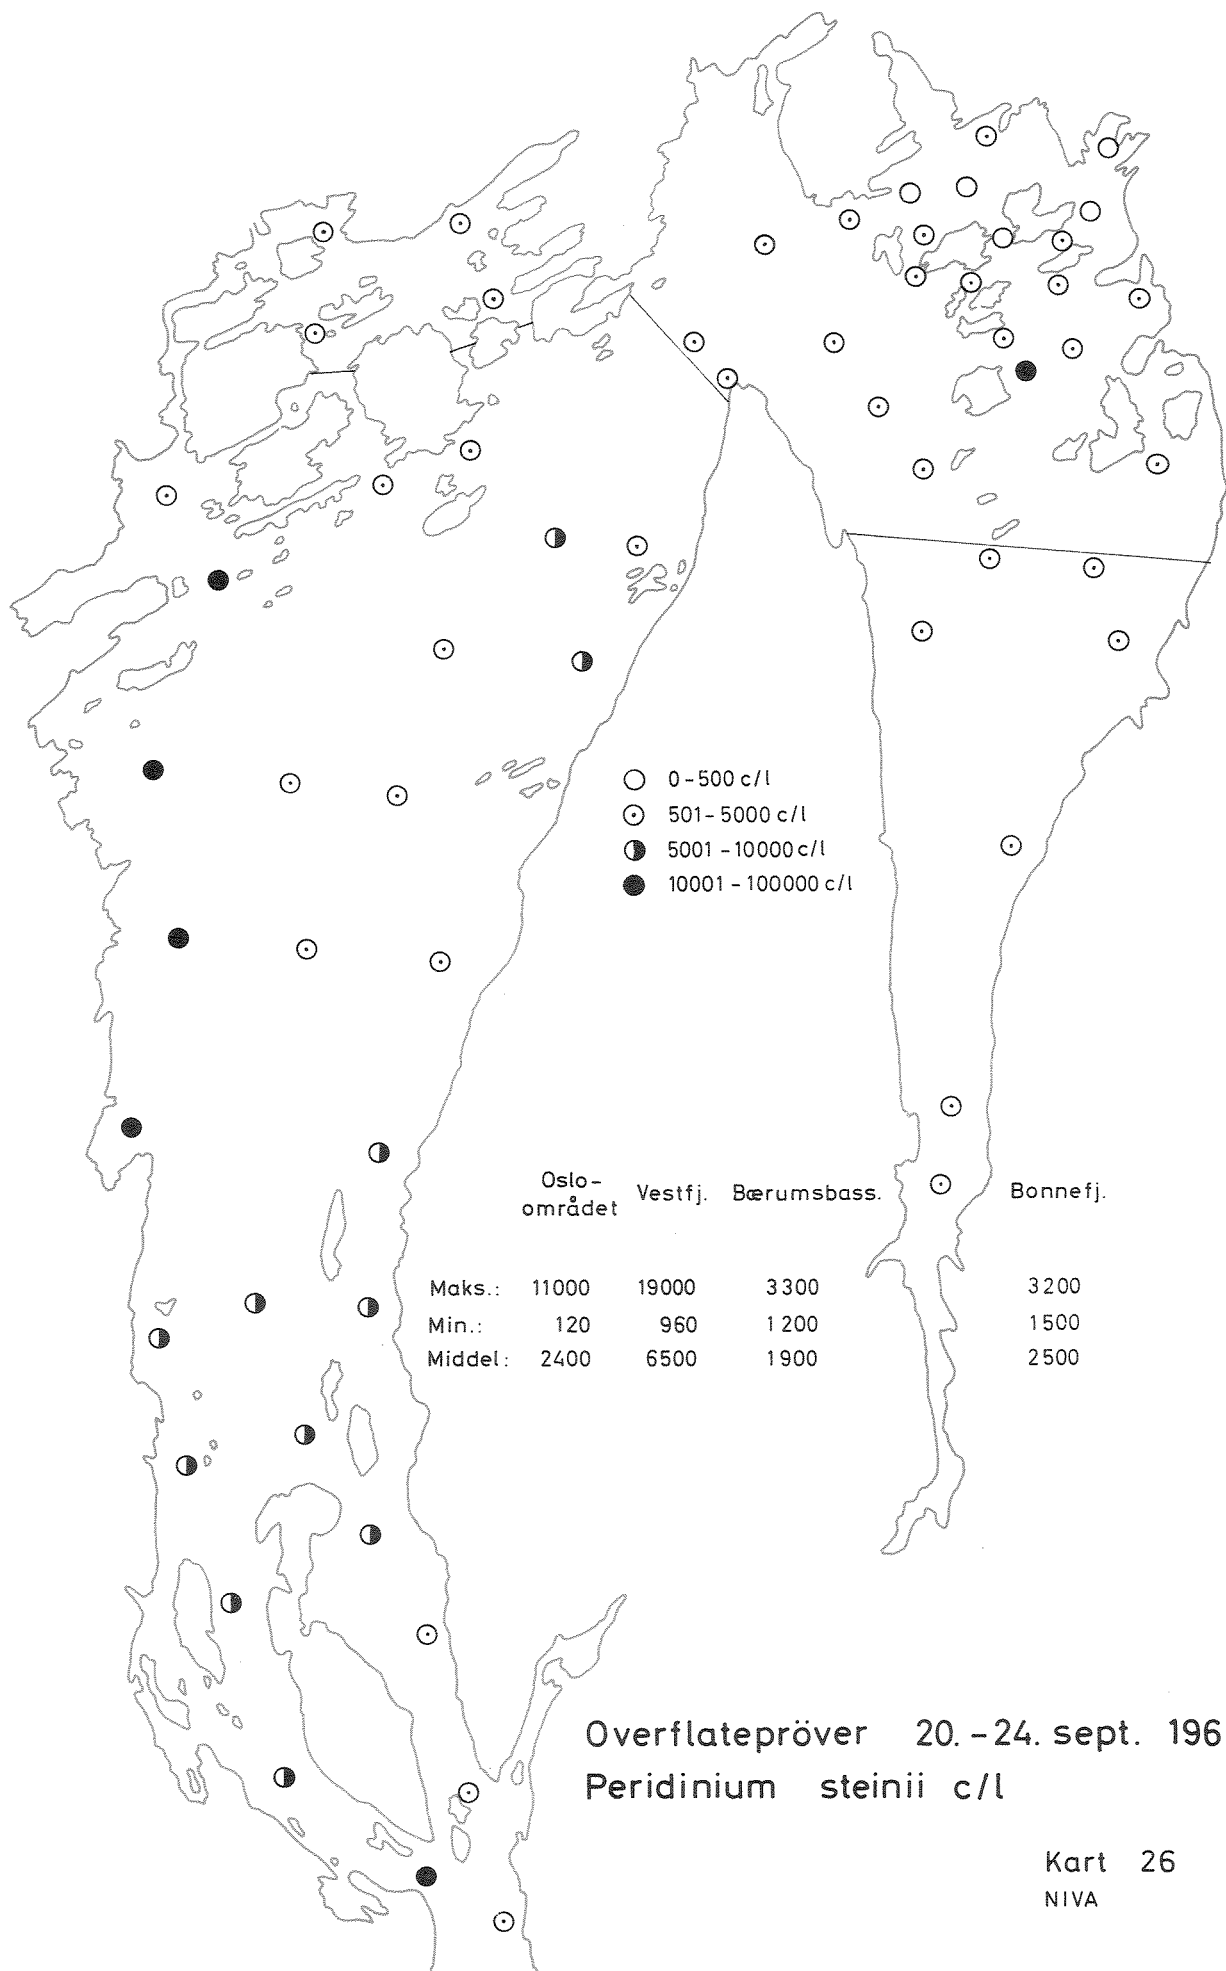 0-500 c/l
501-5000 c/l
5001-10000 c/l
10001-100000 c/l
Oslo- Vestfj. Bærumsbass. Bonnefj.
området
Maks.: 11000 19000 3300 3200
Min.: 120 960 1200 1500
Middel: 2400 6500 1900 2500
Overflatepröver 20.-24. sept. 196
Peridinium steinii c/l
Kart 26
NIVA